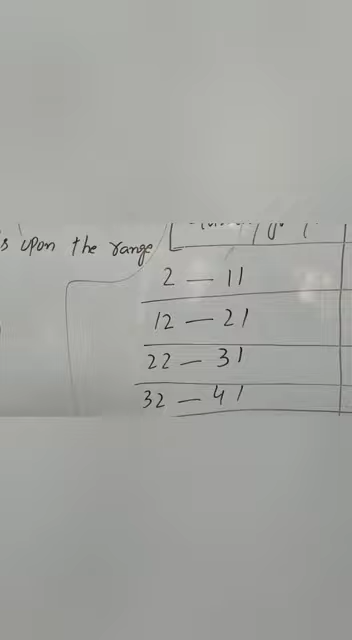 s upon the range
2 — 11
12 — 21
22 — 31
32 — 41